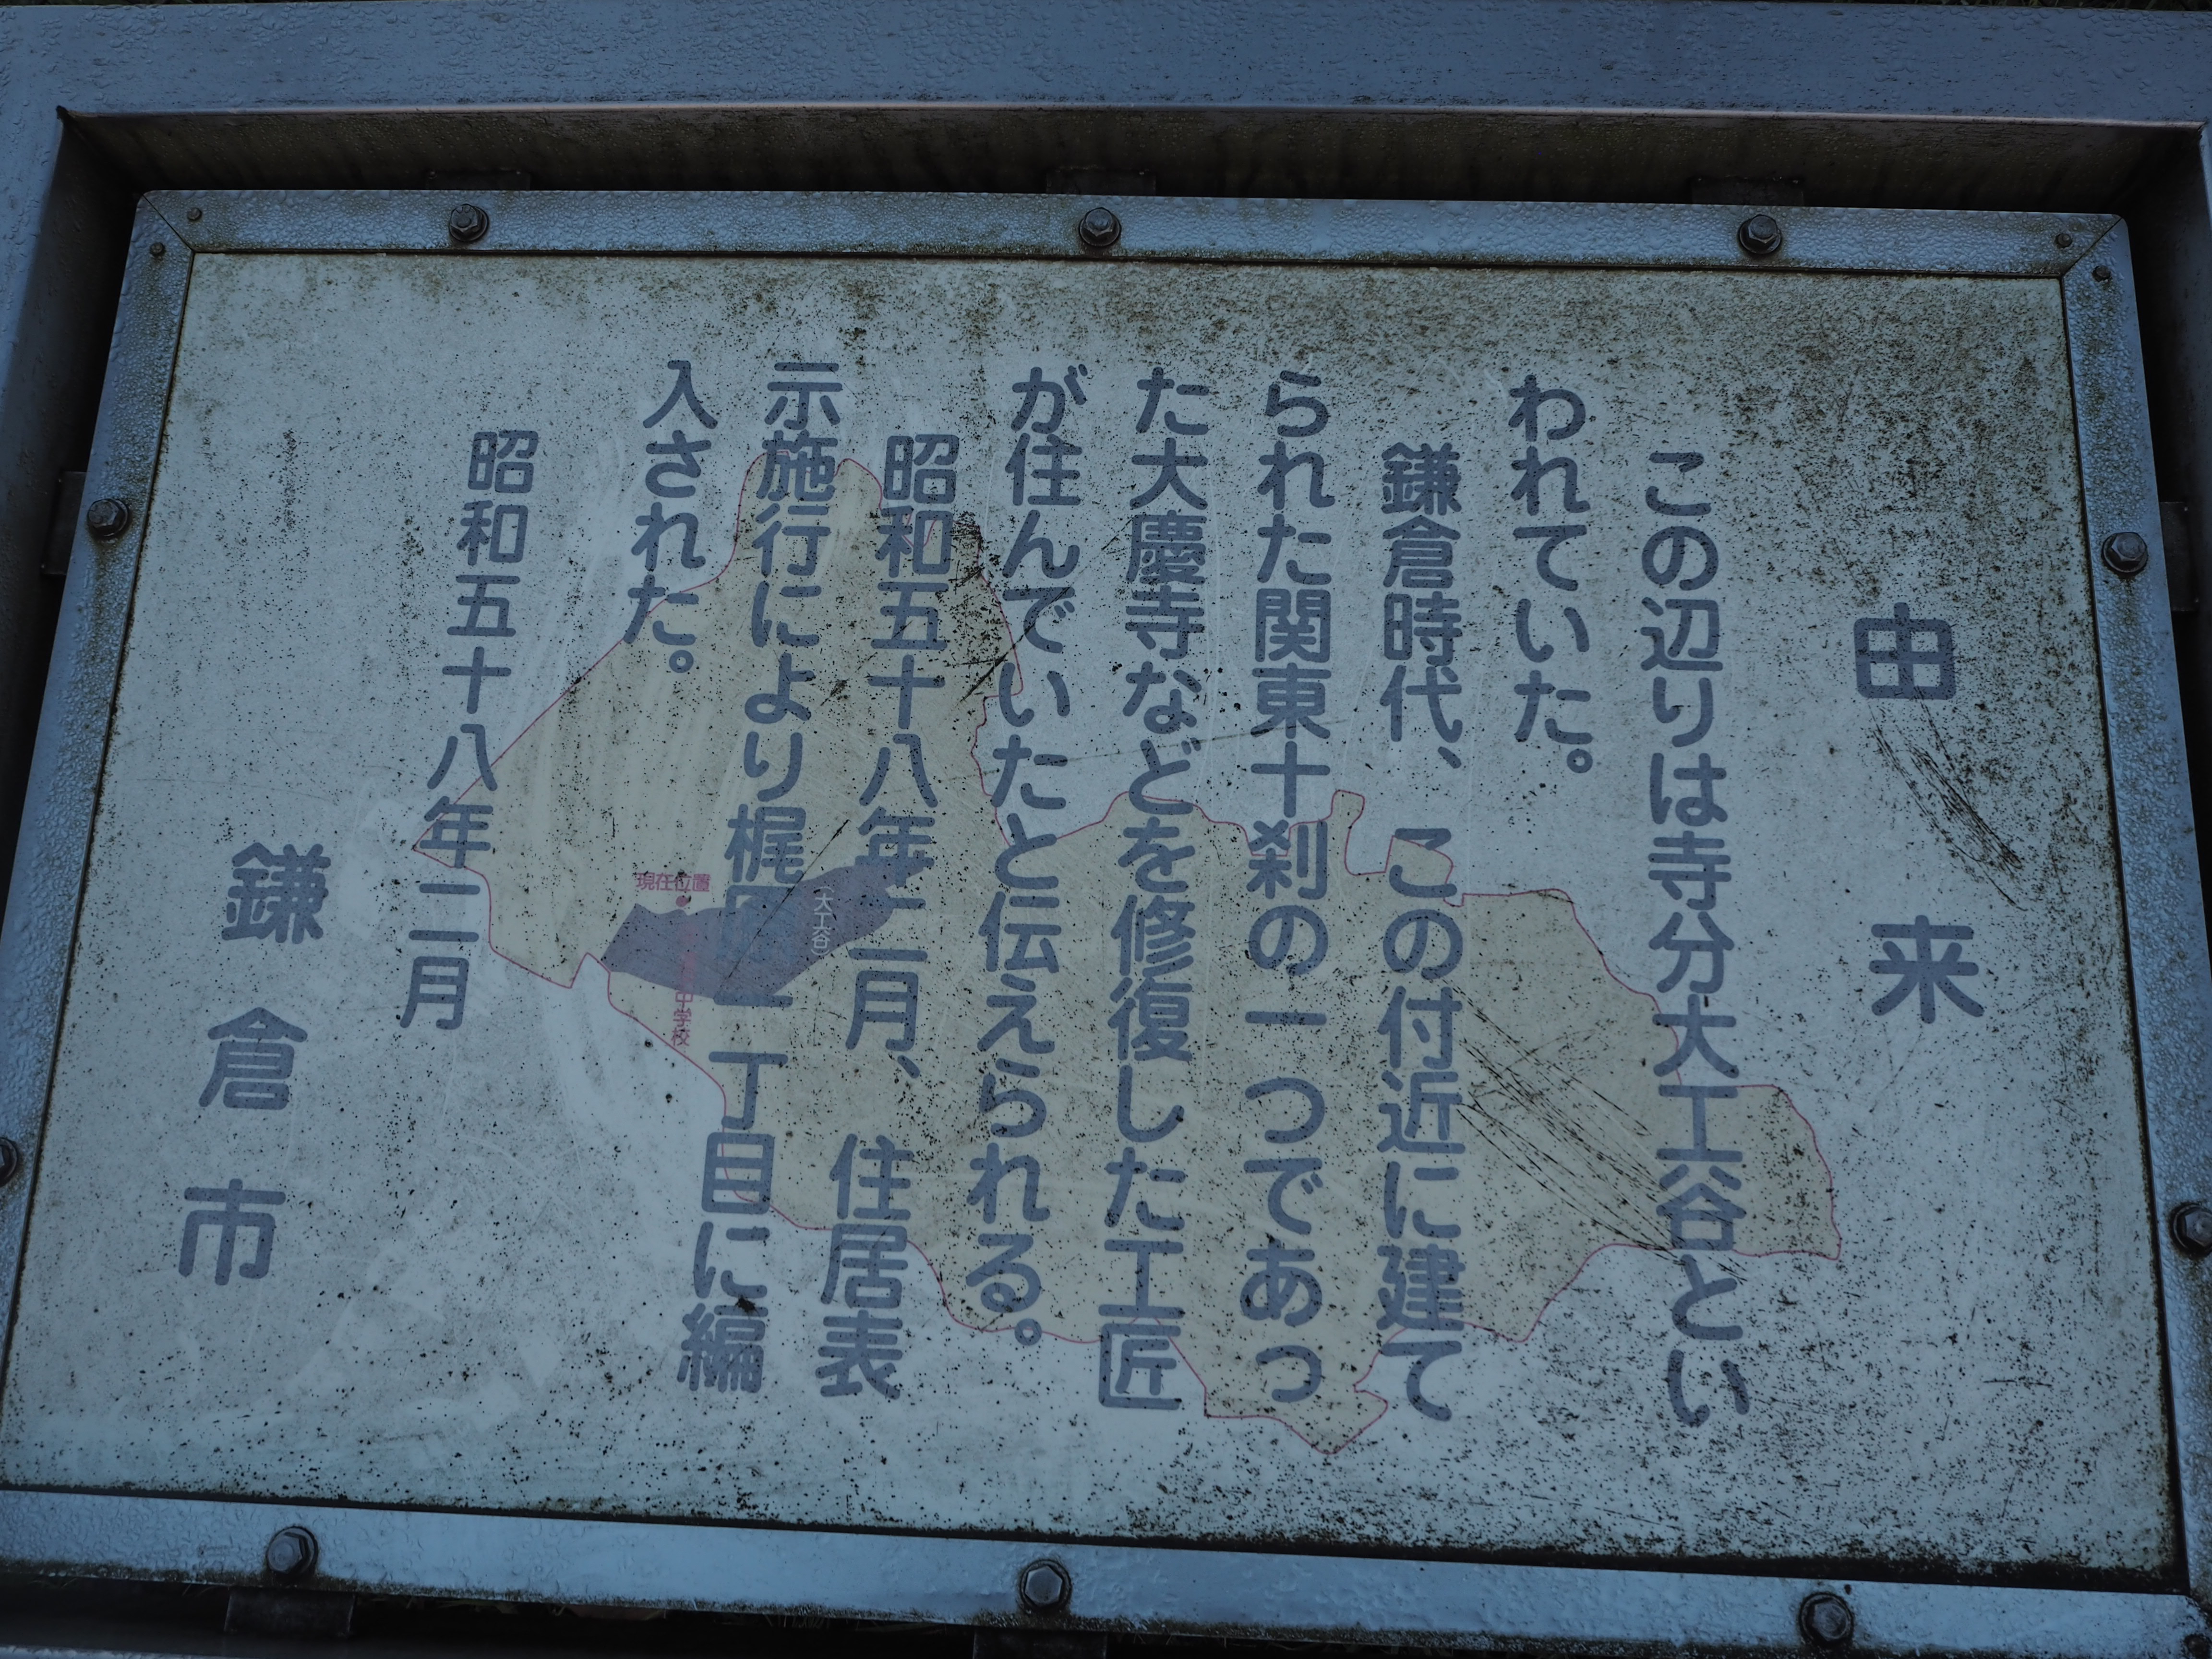 由来
この辺りは寺分大工谷とい
われていた。
鎌倉時代、この付近に建て
られた関東十刹の一つであっ
た大慶寺などを修復した工匠
が住んでいたと伝えられる。
昭和五十八年二月、住居表
示施行により梶原一丁目に編
入された。
昭和五十八年二月
鎌倉市
現在位置
(大工谷)
中学校